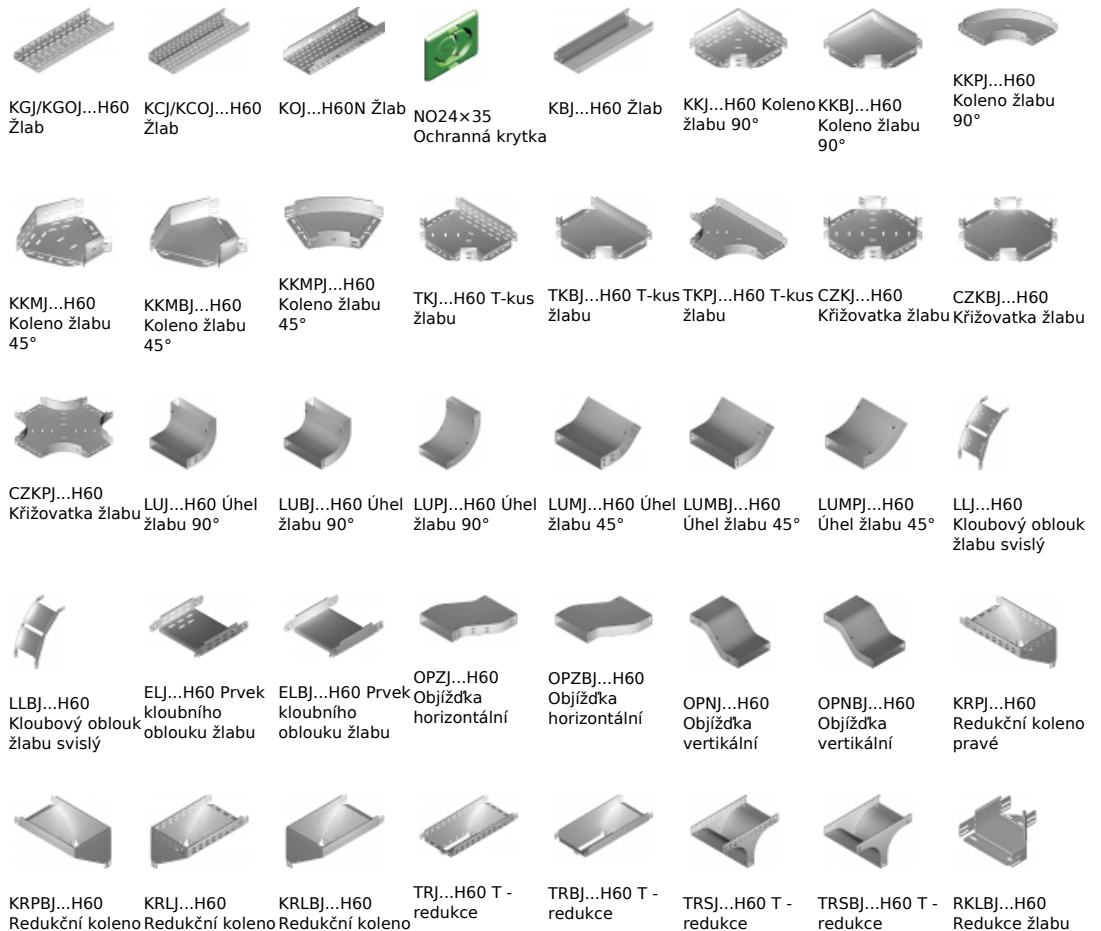 KGJ/KGOJ...H60
Žlab
KCJ/KCOJ...H60
Žlab
KOJ...H60N Žlab
NO24×35
Ochranná krytka
KBJ...H60 Žlab
KKJ...H60 Koleno
žlabu 90°
KKBJ...H60
Koleno žlabu
90°
KKPJ...H60
Koleno žlabu
90°
KKMJ...H60
Koleno žlabu
45°
KKMBJ...H60
Koleno žlabu
45°
KKMPJ...H60
Koleno žlabu
45°
TKJ...H60 T-kus
žlabu
TKBJ...H60 T-kus
žlabu
TKPJ...H60 T-kus
žlabu
CZKJ...H60
Křižovatka žlabu
CZKBJ...H60
Křižovatka žlabu
CZKPJ...H60
Křižovatka žlabu
LUJ...H60 Úhel
žlabu 90°
LUBJ...H60 Úhel
žlabu 90°
LUPJ...H60 Úhel
žlabu 90°
LUMJ...H60 Úhel
žlabu 45°
LUMBJ...H60
Úhel žlabu 45°
LUMPJ...H60
Úhel žlabu 45°
LLJ...H60
Kloubový oblouk
žlabu svislý
LLBJ...H60
Kloubový oblouk
žlabu svislý
ELJ...H60 Prvek
kloubního
oblouku žlabu
ELBJ...H60 Prvek
kloubního
oblouku žlabu
OPZJ...H60
Objížďka
horizontální
OPZBJ...H60
Objížďka
horizontální
OPNJ...H60
Objížďka
vertikální
OPNBJ...H60
Objížďka
vertikální
KRPJ...H60
Redukční koleno
pravé
KRPBJ...H60
Redukční koleno
KRLJ...H60
Redukční koleno
KRLBJ...H60
Redukční koleno
TRJ...H60 T -
redukce
TRBJ...H60 T -
redukce
TRSJ...H60 T -
redukce
TRSBJ...H60 T -
redukce
RKLBJ...H60
Redukce žlabu